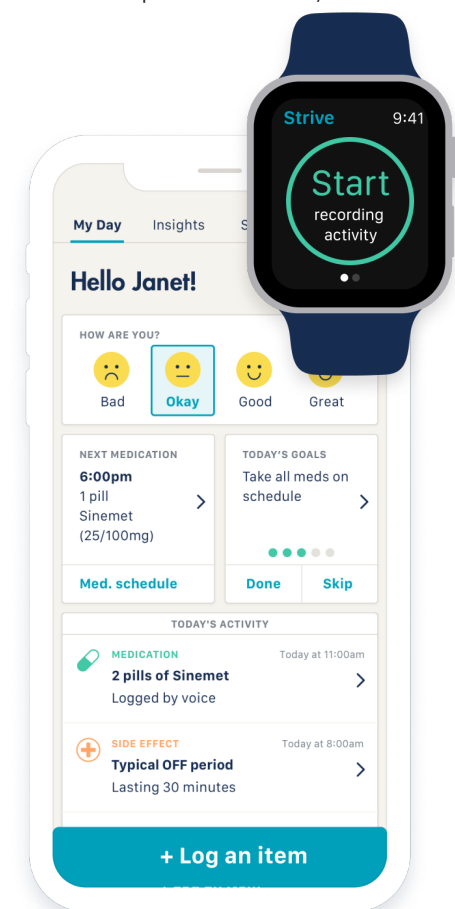 Strive 9:41
Start
recording
activity
My Day Insights S
Hello Janet!
HOW ARE YOU?
Bad Okay Good Great
NEXT MEDICATION
6:00pm
1 pill
Sinemet
(25/100mg)
Med. schedule
TODAY'S GOALS
Take all meds on
schedule
Done Skip
TODAY'S ACTIVITY
MEDICATION Today at 11:00am
2 pills of Sinemet
Logged by voice
SIDE EFFECT Today at 8:00am
Typical OFF period
Lasting 30 minutes
+ Log an item